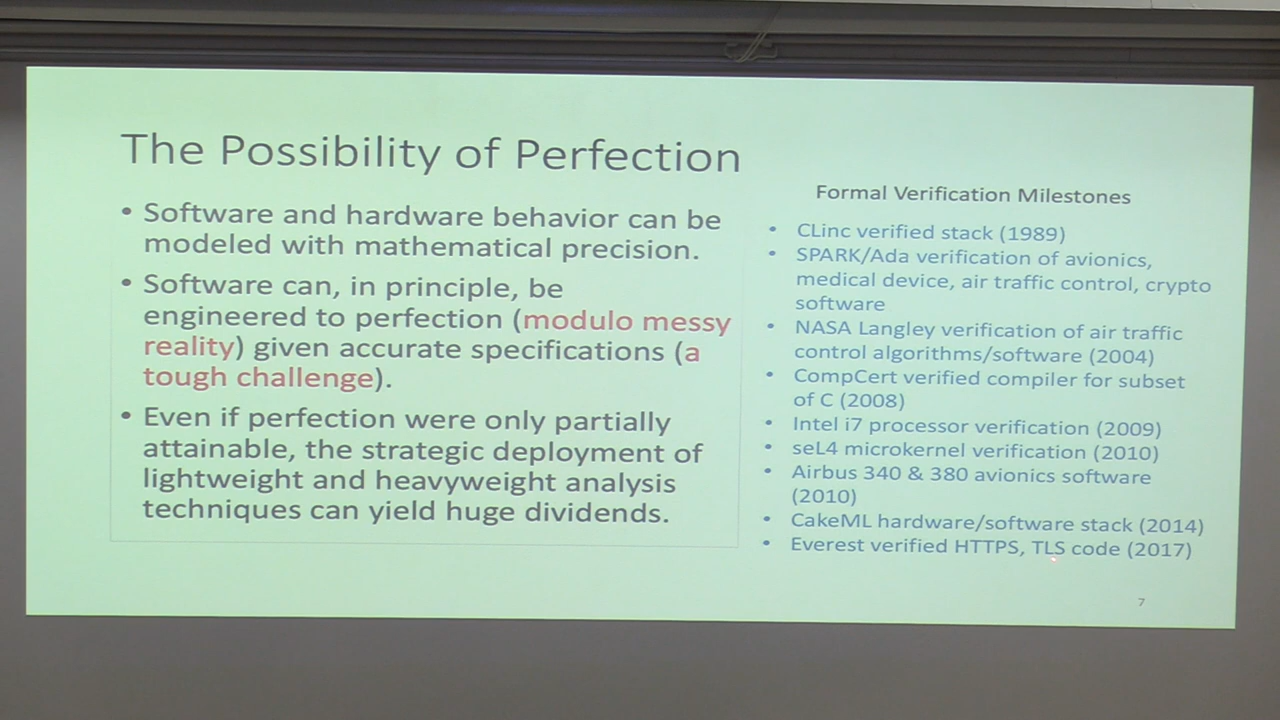 The Possibility of Perfection
• Software and hardware behavior can be
modeled with mathematical precision.
• Software can, in principle, be
engineered to perfection (modulo messy
reality) given accurate specifications (a
tough challenge).
• Even if perfection were only partially
attainable, the strategic deployment of
lightweight and heavyweight analysis
techniques can yield huge dividends.
Formal Verification Milestones
• CLinc verified stack (1989)
• SPARK/Ada verification of avionics,
medical device, air traffic control, crypto
software
• NASA Langley verification of air traffic
control algorithms/software (2004)
• CompCert verified compiler for subset
of C (2008)
• Intel i7 processor verification (2009)
• seL4 microkernel verification (2010)
• Airbus 340 & 380 avionics software
(2010)
• CakeML hardware/software stack (2014)
• Everest verified HTTPS, TLS code (2017)
7